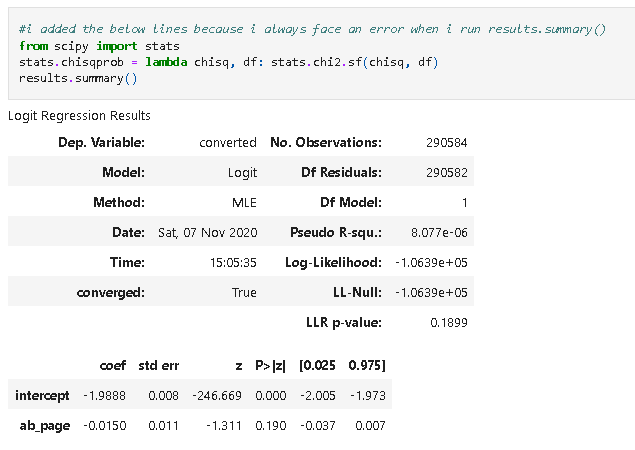 #i added the below lines because i always face an error when i run results.summary()
from scipy import stats
stats.chisqprob = lambda chisq, df: stats.chi2.sf(chisq, df)
results.summary()
Logit Regression Results
Dep. Variable: converted No. Observations: 290584
Model: Logit Df Residuals: 290582
Method: MLE Df Model: 1
Date: Sat, 07 Nov 2020 Pseudo R-squ.: 8.077e-06
Time: 15:05:35 Log-Likelihood: -1.0639e+05
converged: True LL-Null: -1.0639e+05
LLR p-value: 0.1899
coef std err z P>|z| [0.025 0.975]
intercept -1.9888 0.008 -246.669 0.000 -2.005 -1.973
ab_page -0.0150 0.011 -1.311 0.190 -0.037 0.007